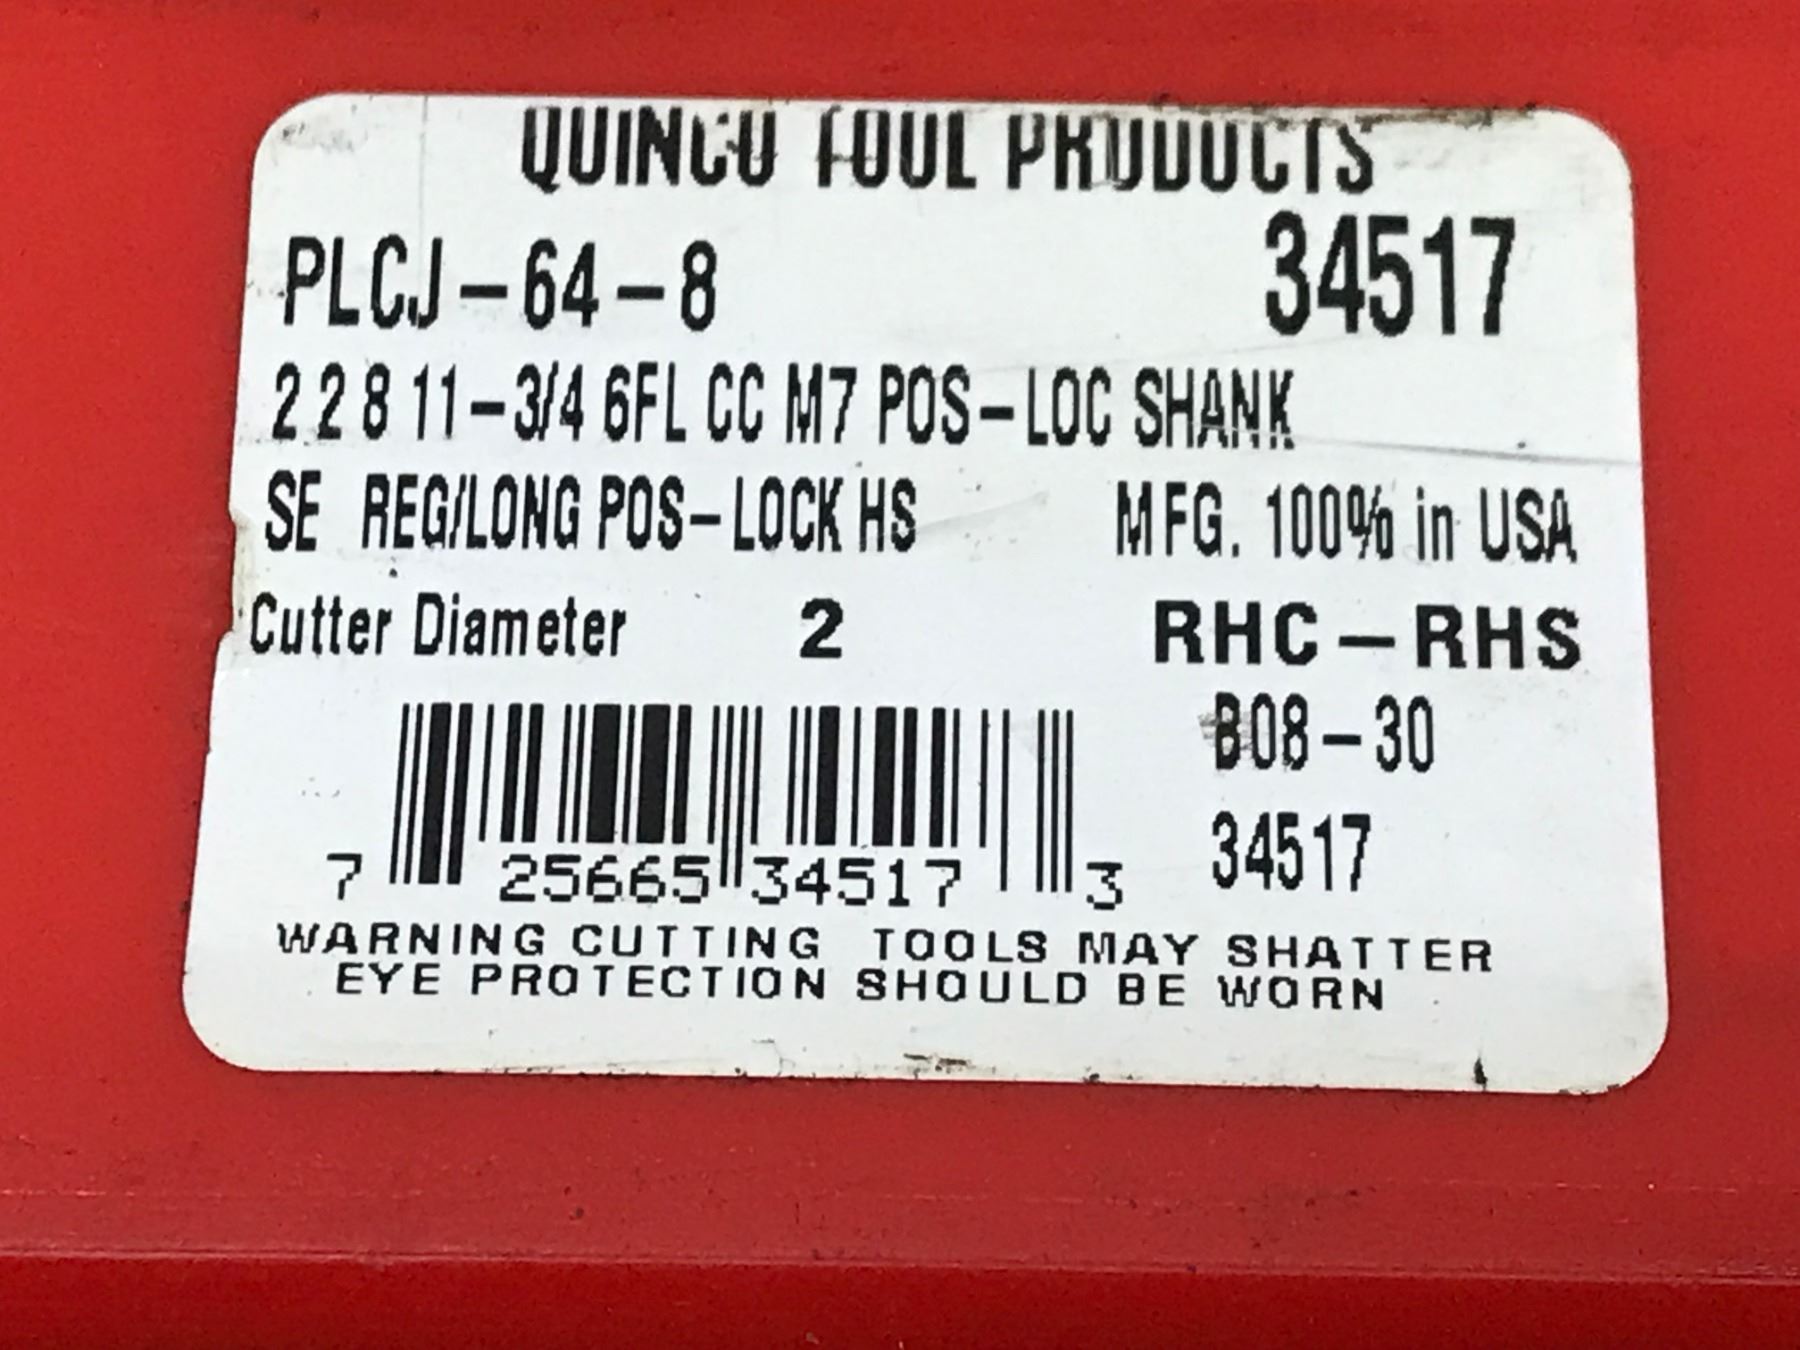 QUINCO TOOL PRODUCTS
PLCJ-64-8 34517
2 2 8 11-3/4 6FL CC M7 POS-LOC SHANK
SE REG/LONG POS-LOCK HS MFG. 100% in USA
Cutter Diameter 2 RHC-RHS
B08-30
34517
7 25665 34517 3
WARNING CUTTING TOOLS MAY SHATTER
EYE PROTECTION SHOULD BE WORN